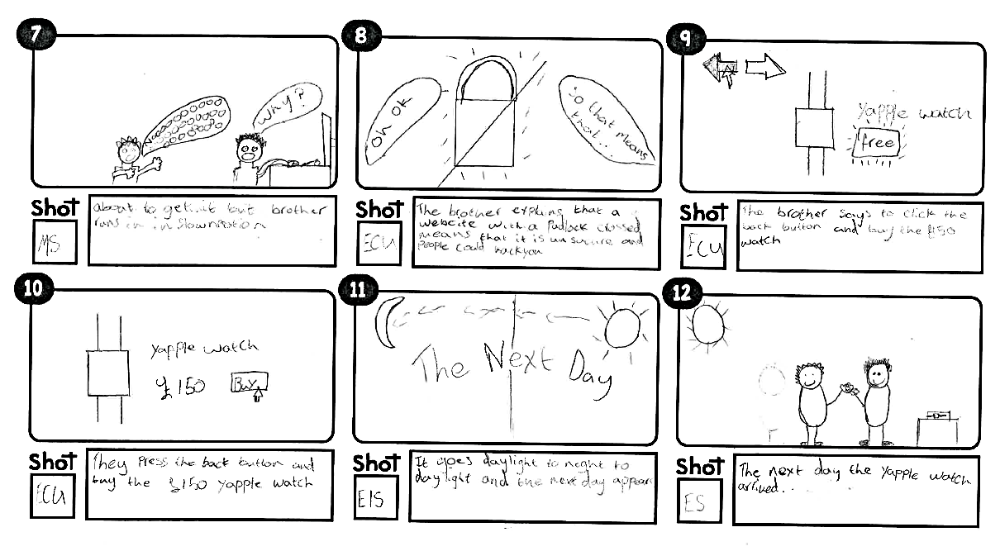 7
Why?
Shot
MS
about to get it but brother
runs in in slowmotion
8
Oh OK
So that means
that...
Shot
ECU
The brother explins that a
website with a Padlock crossed
means that it is unsucure and
people could hack you
9
Yapple watch
free
Shot
ECU
The brother says to click the
back button and buy the £150
watch
10
Yapple watch
£150
Buy
Shot
ECU
They Press the back button and
buy the £150 yapple watch
11
The Next Day
Shot
EIS
It goes daylight to night to
daylight and the next day appears
12
Shot
ES
The next day the yapple watch
arrived..